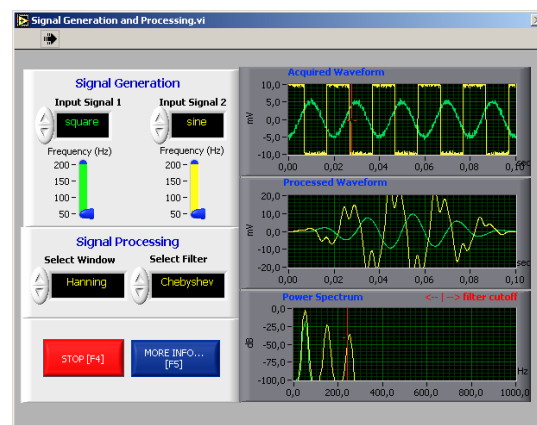 Signal Generation and Processing.vi
Signal Generation
Input Signal 1
Input Signal 2
square
sine
Frequency (Hz)
Frequency (Hz)
200
150
100
50
200
150
100
50
Signal Processing
Select Window
Select Filter
Hanning
Chebyshev
STOP [F4]
MORE INFO...
[F5]
Acquired Waveform
10,0
5,0
0,0
-5,0
-10,0
mV
0,00
0,02
0,04
0,06
0,08
0,10
sec
Processed Waveform
20,0
10,0
0,0
-10,0
-20,0
mV
0,00
0,02
0,04
0,06
0,08
0,10
sec
Power Spectrum
<-- | --> filter cutoff
0,0
-25,0
-50,0
-75,0
-100,0
dB
0,0
200,0
400,0
600,0
800,0
1000,0
Hz